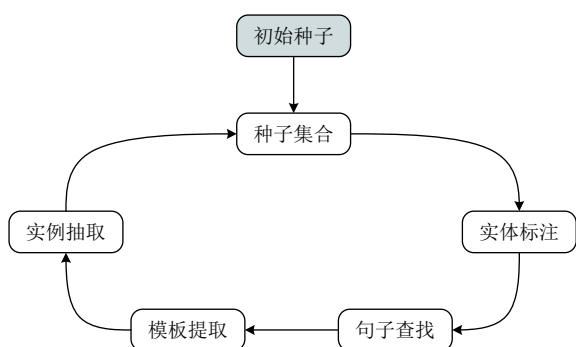 初始种子
种子集合
实例抽取
实体标注
模板提取
句子查找